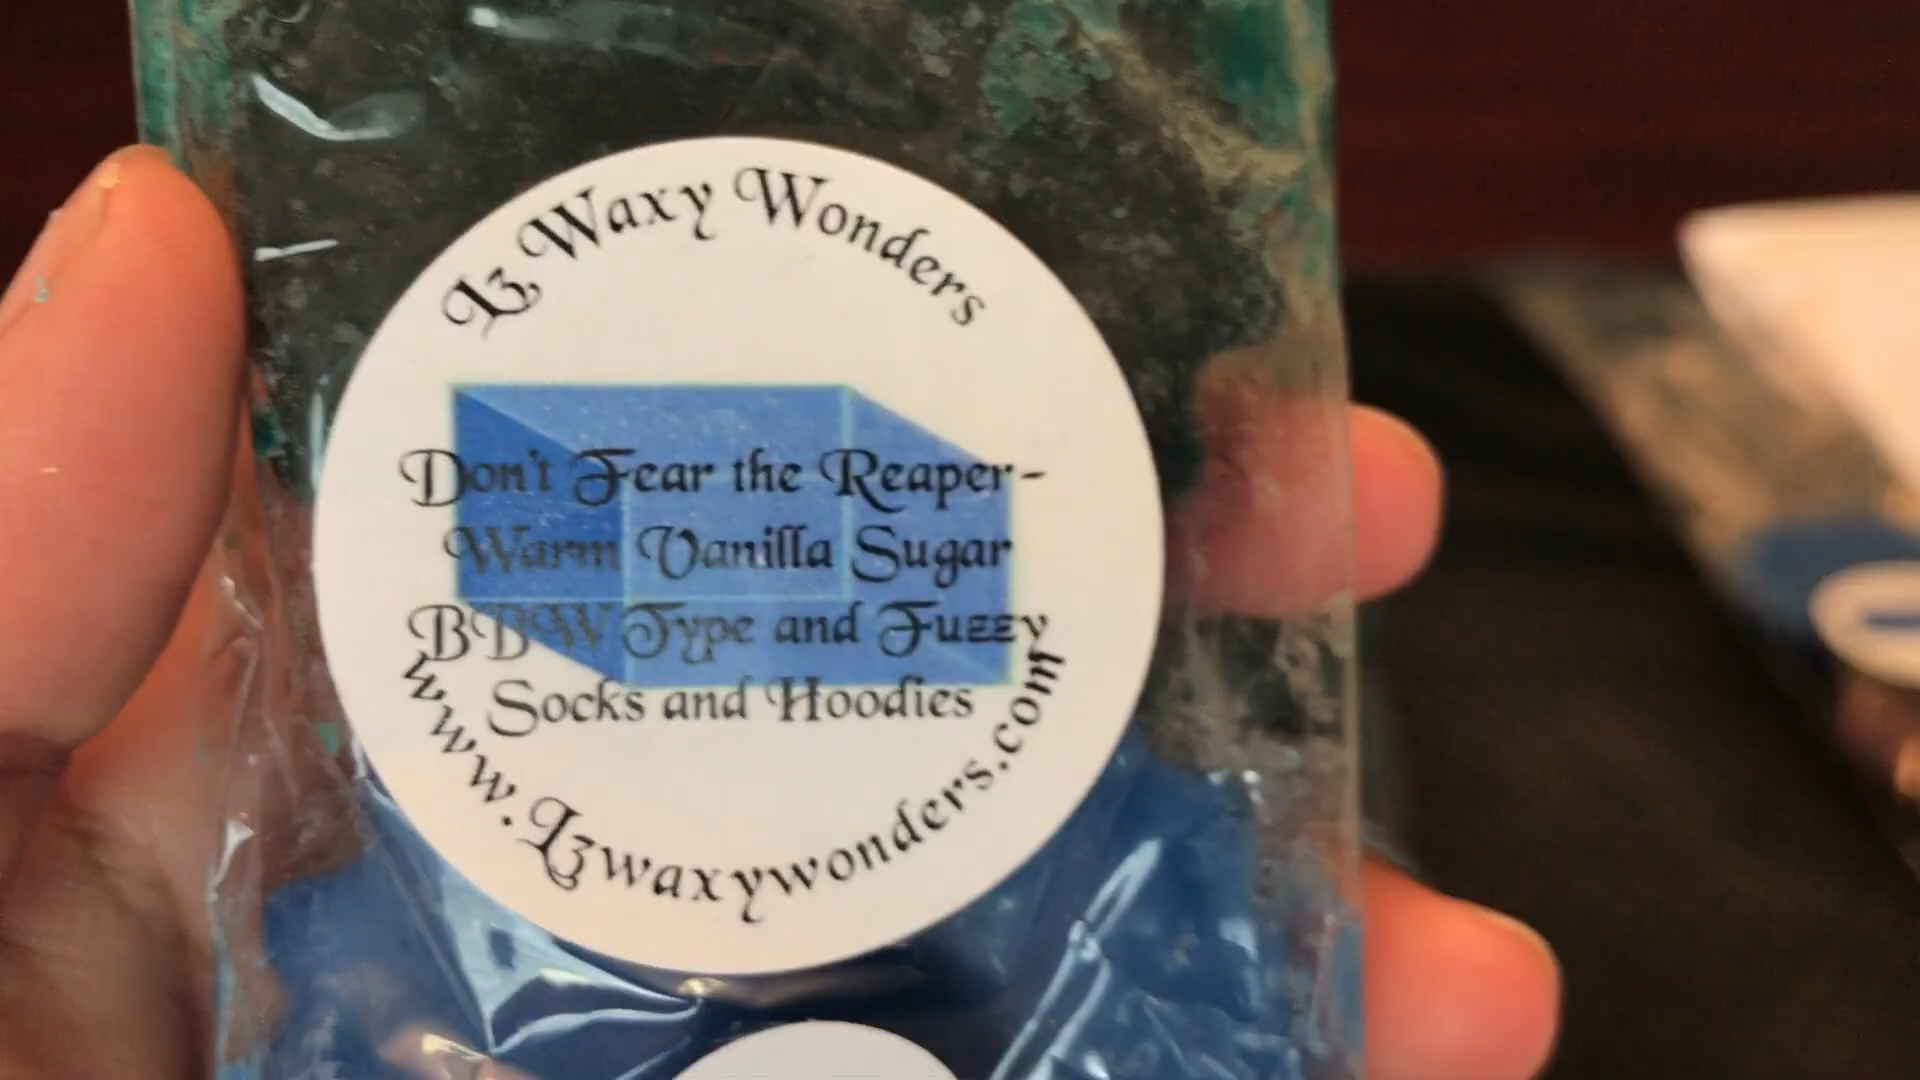 Lz Waxy Wonders
Don't Fear the Reaper-
Warm Vanilla Sugar
BBW Type and Fuzzy
Socks and Hoodies
www.Lzwaxywonders.com